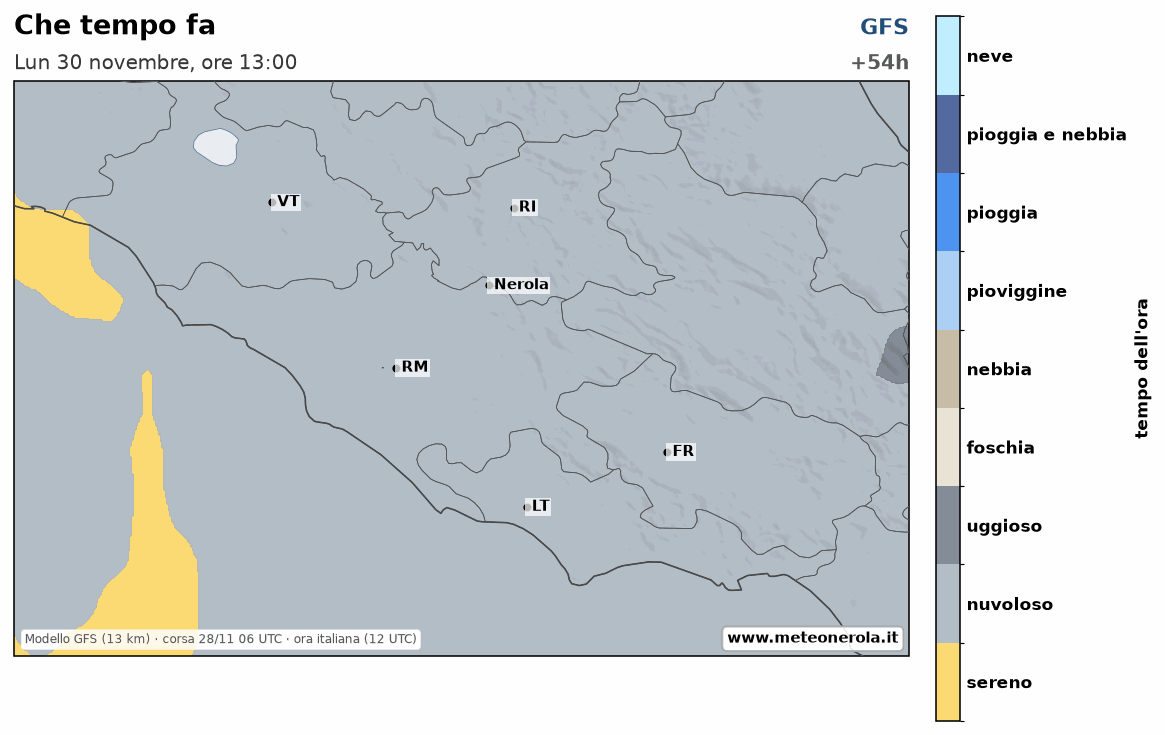 Che tempo fa
GFS
Lun 30 novembre, ore 13:00
+54h
neve
pioggia e nebbia
pioggia
pioviggine
nebbia
foschia
uggioso
nuvoloso
sereno
tempo dell'ora
VT
RI
Nerola
RM
FR
LT
Modello GFS (13 km) · corsa 28/11 06 UTC · ora italiana (12 UTC)
www.meteonerola.it